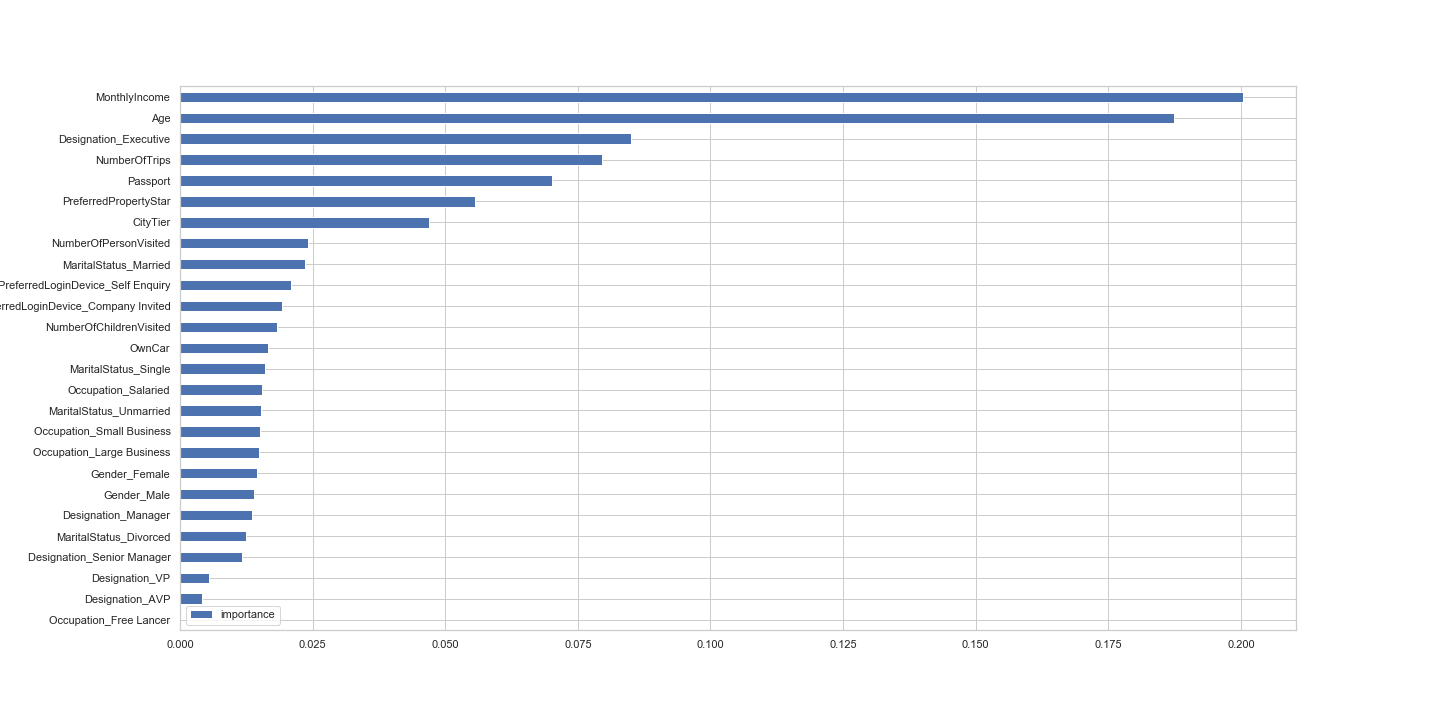 MonthlyIncome
Age
Designation_Executive
NumberOfTrips
Passport
PreferredPropertyStar
CityTier
NumberOfPersonVisited
MaritalStatus_Married
PreferredLoginDevice_Self Enquiry
rredLoginDevice_Company Invited
NumberOfChildrenVisited
OwnCar
MaritalStatus_Single
Occupation_Salaried
MaritalStatus_Unmarried
Occupation_Small Business
Occupation_Large Business
Gender_Female
Gender_Male
Designation_Manager
MaritalStatus_Divorced
Designation_Senior Manager
Designation_VP
Designation_AVP
Occupation_Free Lancer
importance
0.000 0.025 0.050 0.075 0.100 0.125 0.150 0.175 0.200